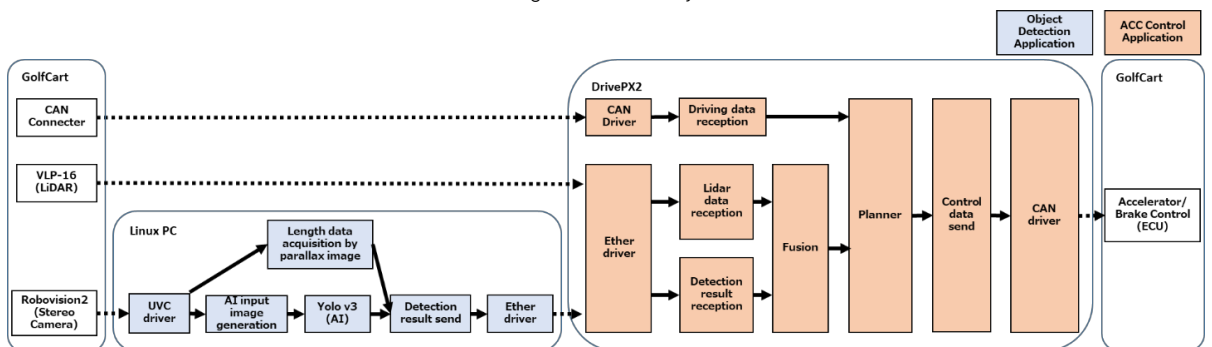 Object
Detection
Application
ACC Control
Application
GolfCart
CAN
Connecter
VLP-16
(LiDAR)
Robovision2
(Stereo
Camera)
Linux PC
UVC
driver
Length data
acquisition by
parallax image
AI input
image
generation
Yolo v3
(AI)
Detection
result send
Ether
driver
DrivePX2
CAN
Driver
Driving data
reception
Ether
driver
Lidar
data
reception
Detection
result
reception
Fusion
Planner
Control
data
send
CAN
driver
GolfCart
Accelerator/
Brake Control
(ECU)